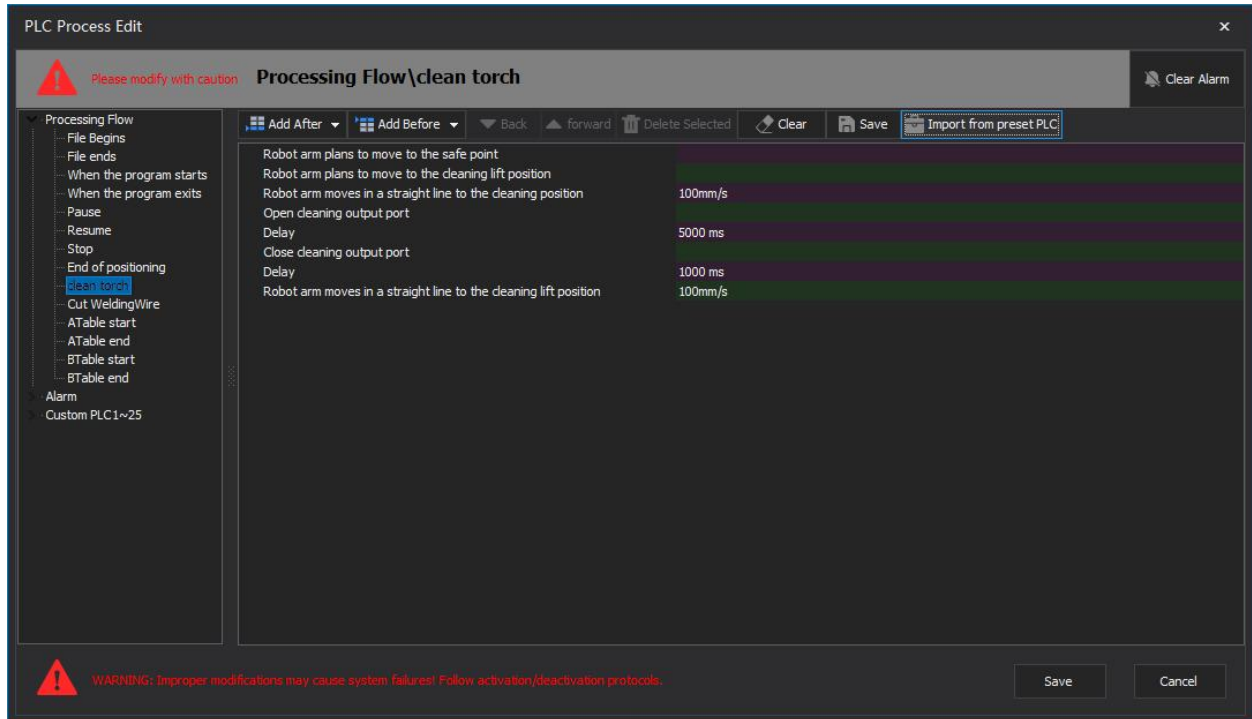 PLC Process Edit
Please modify with caution
Processing Flow\clean torch
Clear Alarm
Processing Flow
File Begins
File ends
When the program starts
When the program exits
Pause
Resume
Stop
End of positioning
clean torch
Cut WeldingWire
ATable start
ATable end
BTable start
BTable end
Alarm
Custom PLC1~25
Add After Add Before Back forward Delete Selected Clear Save Import from preset PLC
Robot arm plans to move to the safe point
Robot arm plans to move to the cleaning lift position
Robot arm moves in a straight line to the cleaning position 100mm/s
Open cleaning output port
Delay 5000 ms
Close cleaning output port
Delay 1000 ms
Robot arm moves in a straight line to the cleaning lift position 100mm/s
WARNING: Improper modifications may cause system failures! Follow activation/deactivation protocols.
Save Cancel